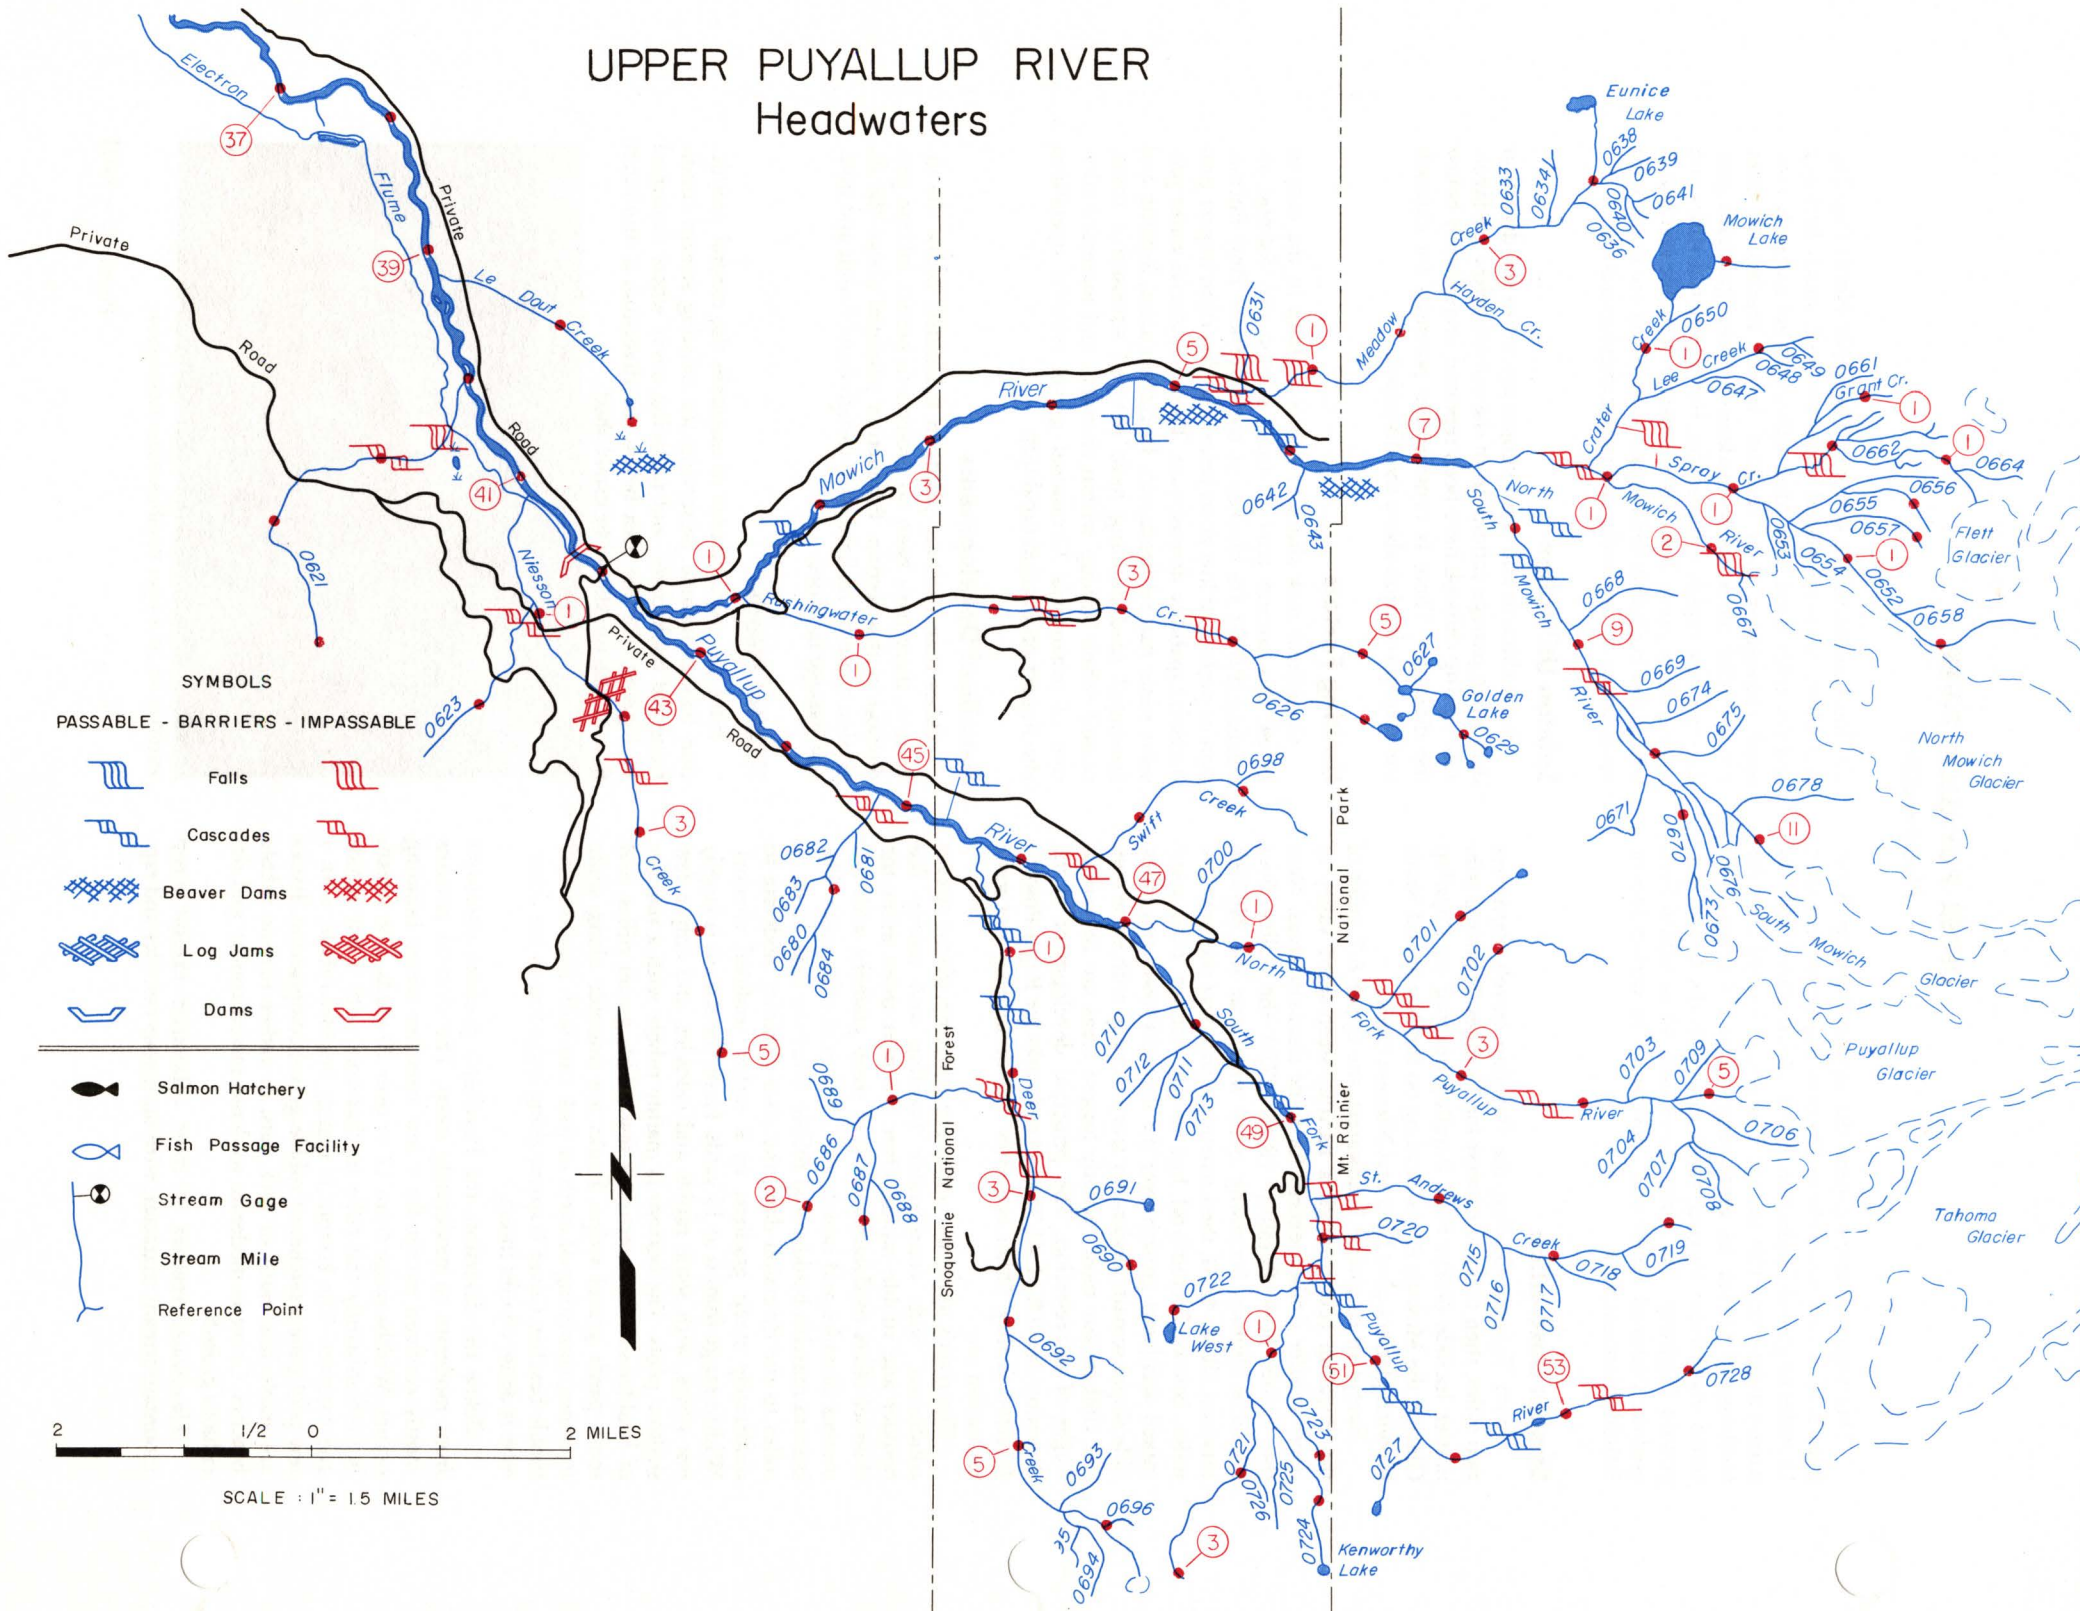 UPPER PUYALLUP RIVER
Headwaters
Electron
Flume
37
39
41
Private
Road
Private
Road
Le Dout Creek
0621
Niesson
1
0623
Private
Road
43
Puyallup
45
River
47
3
Creek
5
Mowich
River
1
3
5
7
0631
1
Meadow
Creek
3
Hayden Cr.
0633
0634
0636
0638
0639
0640
0641
Eunice
Lake
Mowich
Lake
Crater
Creek
1
0650
Lee Creek
0647
0648
0649
0661
Grant Cr.
1
0662
1
0664
Spray Cr.
1
0656
0655
0657
0653
0654
1
0652
0658
Flett
Glacier
0642
0643
North
Mowich
River
1
2
0667
South
Mowich
River
0668
9
0669
0674
0675
0671
0670
0673
0676
0678
11
North
Mowich
Glacier
South Mowich
Glacier
Rushingwater
Cr.
1
3
5
0626
0627
Golden
Lake
0629
Swift
Creek
0698
0700
North
Fork
Puyallup
River
1
3
5
0701
0702
0703
0709
0704
0707
0708
0706
Puyallup
Glacier
Tahoma
Glacier
0682
0683
0681
0680
0684
1
Deer
3
Creek
5
0689
0686
0687
0688
1
2
0691
0690
0692
0693
0696
35
0694
Snoqualmie National Forest
Mt. Rainier National Park
0710
0712
0711
0713
South
Fork
49
St. Andrews
Creek
0720
0715
0716
0717
0718
0719
0722
Lake
West
1
0723
0721
0726
0725
0724
3
Kenworthy
Lake
Puyallup
River
51
53
0727
0728
SYMBOLS
PASSABLE - BARRIERS - IMPASSABLE
Falls
Cascades
Beaver Dams
Log Jams
Dams
Salmon Hatchery
Fish Passage Facility
Stream Gage
Stream Mile
Reference Point
N
2 1 1/2 0 1 2 MILES
SCALE : 1" = 1.5 MILES